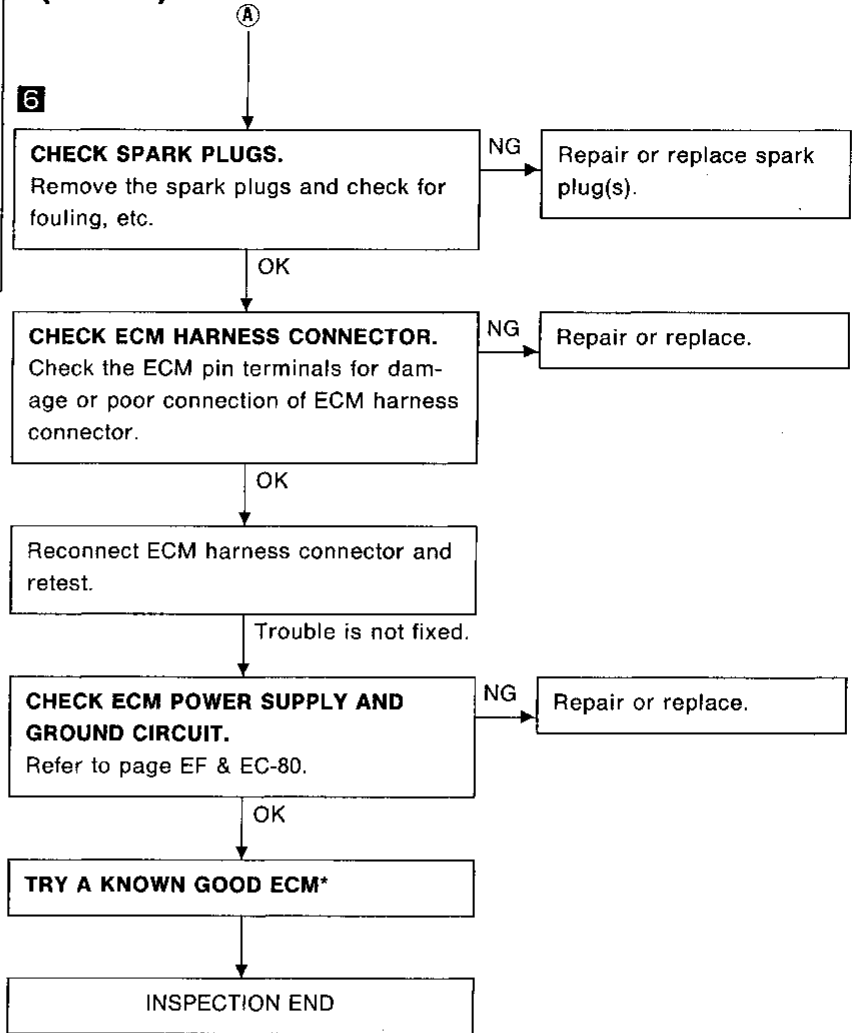 A
6
CHECK SPARK PLUGS.
Remove the spark plugs and check for
fouling, etc.
NG
Repair or replace spark
plug(s).
OK
CHECK ECM HARNESS CONNECTOR.
Check the ECM pin terminals for dam-
age or poor connection of ECM harness
connector.
NG
Repair or replace.
OK
Reconnect ECM harness connector and
retest.
Trouble is not fixed.
CHECK ECM POWER SUPPLY AND
GROUND CIRCUIT.
Refer to page EF & EC-80.
NG
Repair or replace.
OK
TRY A KNOWN GOOD ECM*
INSPECTION END